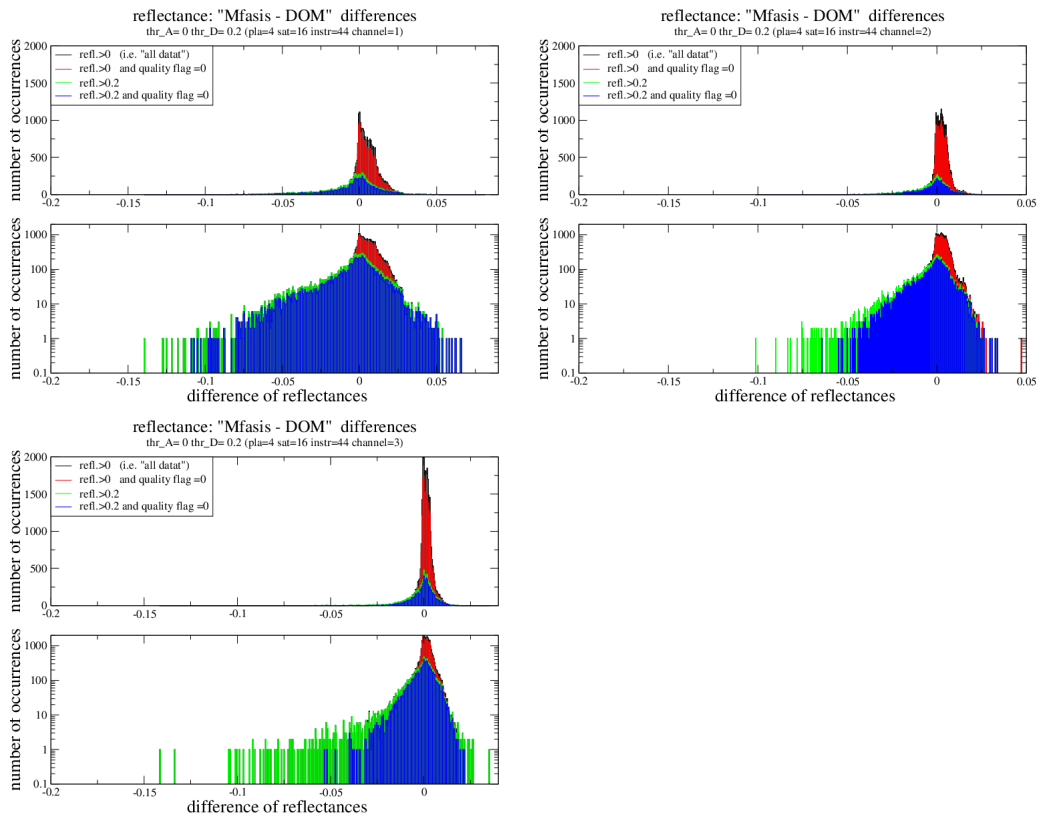 reflectance: "Mfasis - DOM" differences
thr_A= 0 thr_D= 0.2 (pla=4 sat=16 instr=44 channel=1)
number of occurrences
2000
1500
1000
500
0
refl.>0 (i.e. "all datat")
refl.>0 and quality flag =0
refl.>0.2
refl.>0.2 and quality flag =0
-0.2 -0.15 -0.1 -0.05 0 0.05
number of occurrences
1000
100
10
1
0.1
-0.2 -0.15 -0.1 -0.05 0 0.05
difference of reflectances
reflectance: "Mfasis - DOM" differences
thr_A= 0 thr_D= 0.2 (pla=4 sat=16 instr=44 channel=2)
number of occurrences
2000
1500
1000
500
0
refl.>0 (i.e. "all datat")
refl.>0 and quality flag =0
refl.>0.2
refl.>0.2 and quality flag =0
-0.2 -0.15 -0.1 -0.05 0 0.05
number of occurrences
1000
100
10
1
0.1
-0.2 -0.15 -0.1 -0.05 0 0.05
difference of reflectances
reflectance: "Mfasis - DOM" differences
thr_A= 0 thr_D= 0.2 (pla=4 sat=16 instr=44 channel=3)
number of occurrences
2000
1500
1000
500
0
refl.>0 (i.e. "all datat")
refl.>0 and quality flag =0
refl.>0.2
refl.>0.2 and quality flag =0
-0.2 -0.15 -0.1 -0.05 0
number of occurrences
1000
100
10
1
0.1
-0.2 -0.15 -0.1 -0.05 0
difference of reflectances